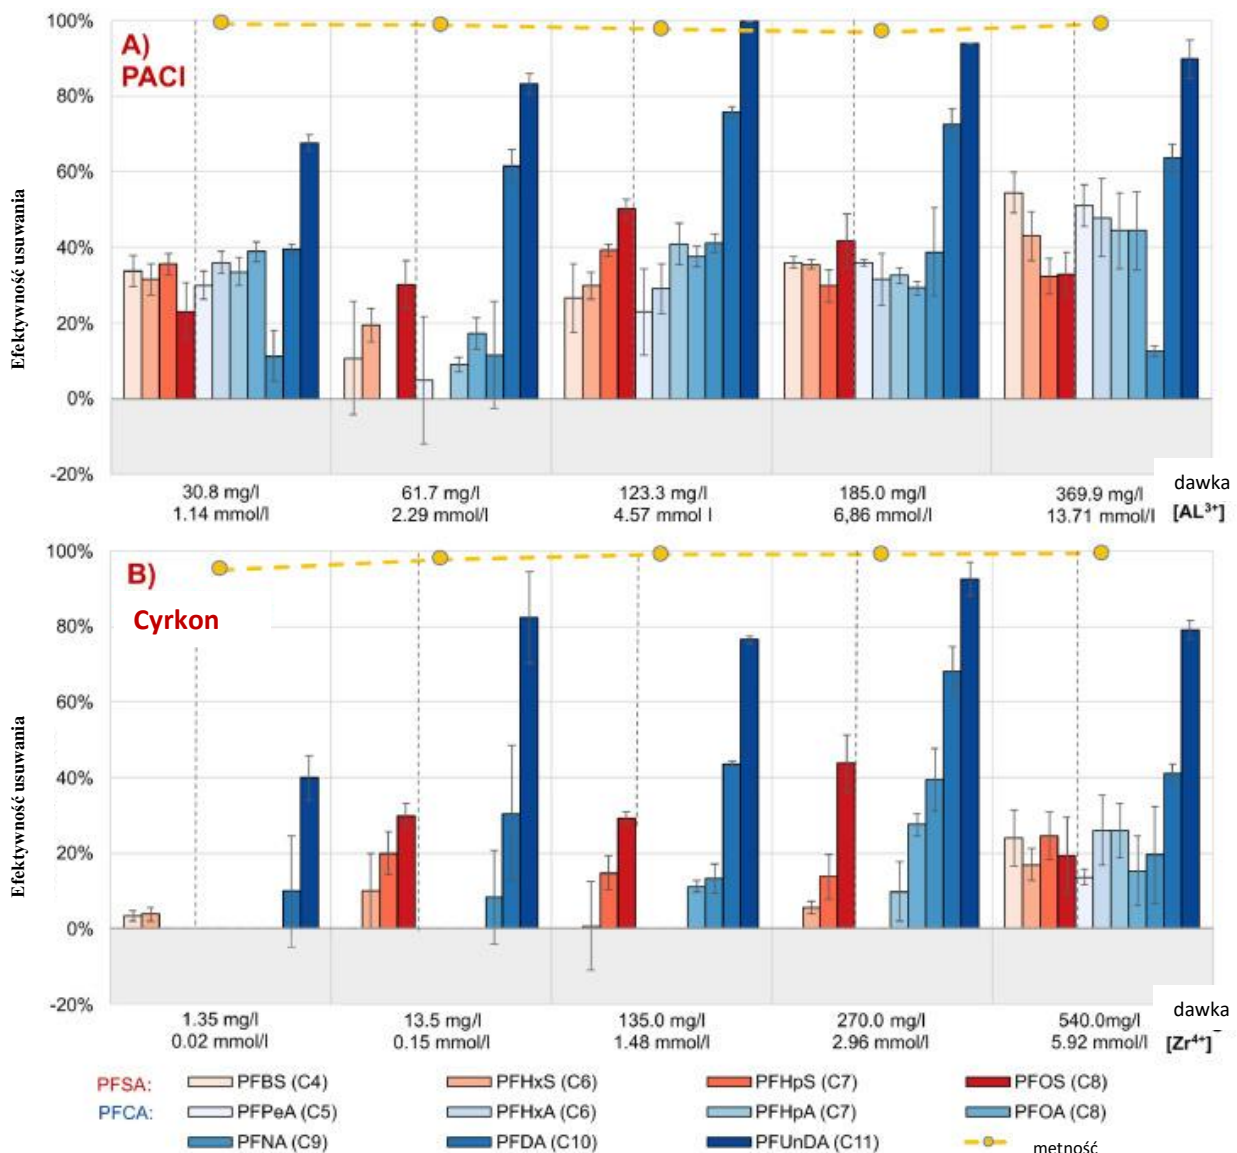 A)
PACl
Efektywność usuwania
100%
80%
60%
40%
20%
0%
-20%
30.8 mg/l 61.7 mg/l 123.3 mg/l 185.0 mg/l 369.9 mg/l dawka
1.14 mmol/l 2.29 mmol/l 4.57 mmol l 6,86 mmol/l 13.71 mmol/l [AL³⁺]
B)
Cyrkon
Efektywność usuwania
100%
80%
60%
40%
20%
0%
-20%
1.35 mg/l 13.5 mg/l 135.0 mg/l 270.0 mg/l 540.0mg/l dawka
0.02 mmol/l 0.15 mmol/l 1.48 mmol/l 2.96 mmol/l 5.92 mmol/l [Zr⁴⁺]
PFSA: PFBS (C4) PFHxS (C6) PFHpS (C7) PFOS (C8)
PFCA: PFPeA (C5) PFHxA (C6) PFHpA (C7) PFOA (C8)
PFNA (C9) PFDA (C10) PFUnDA (C11) mętność